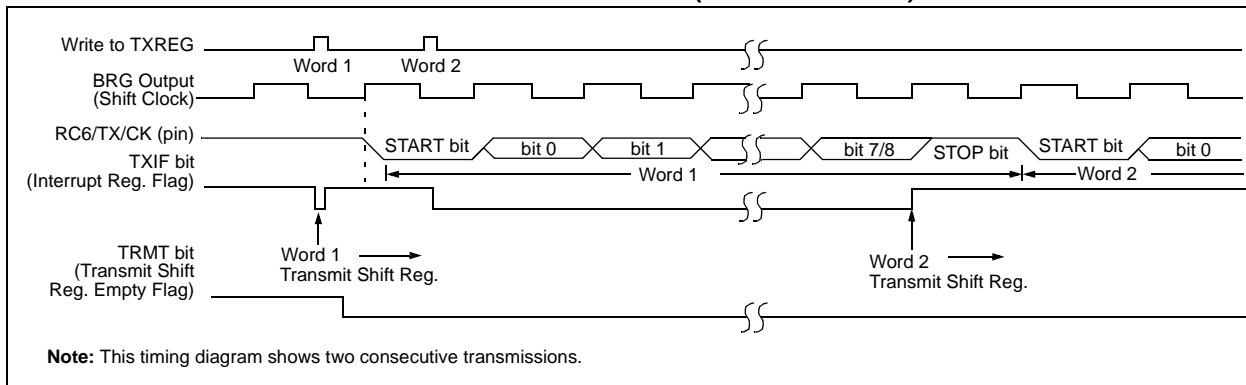 Write to TXREG
Word 1
Word 2
BRG Output
(Shift Clock)
RC6/TX/CK (pin)
START bit
bit 0
bit 1
bit 7/8
STOP bit
START bit
bit 0
TXIF bit
(Interrupt Reg. Flag)
Word 1
Word 2
TRMT bit
(Transmit Shift
Reg. Empty Flag)
Word 1
Transmit Shift Reg.
Word 2
Transmit Shift Reg.
Note: This timing diagram shows two consecutive transmissions.